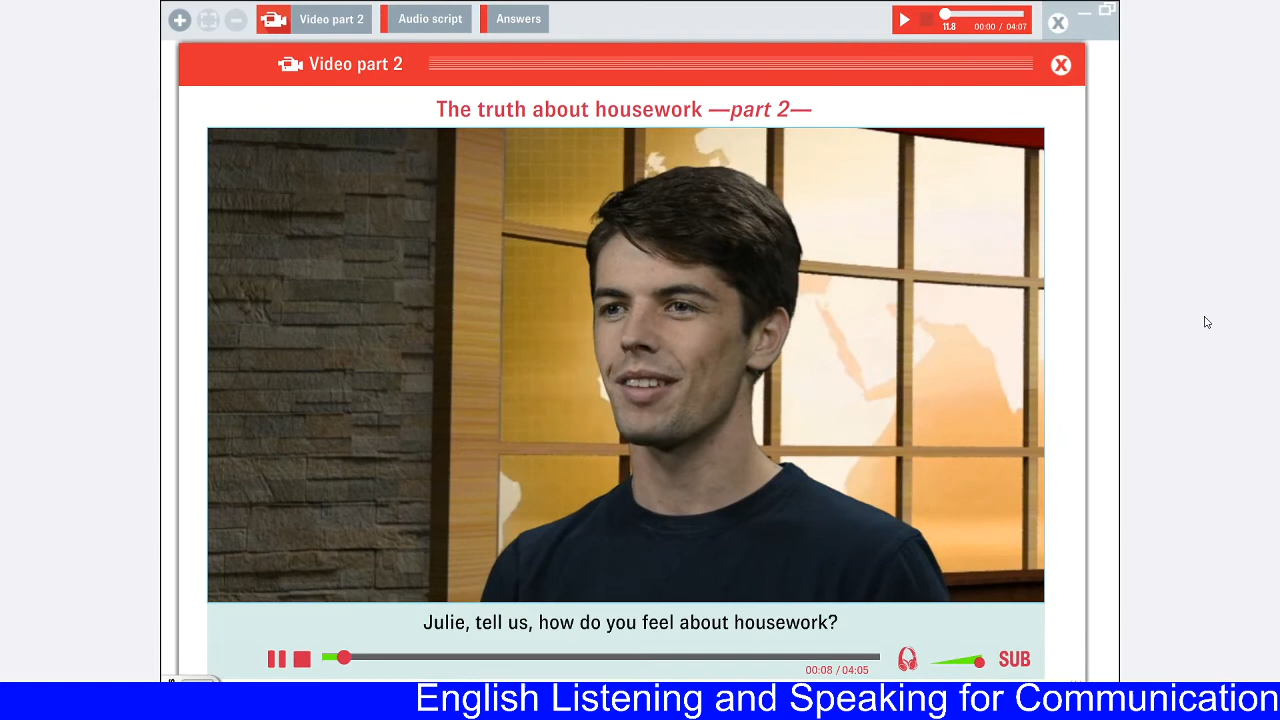 Video part 2
Audio script
Answers
11.8
00:00 / 04:07
Video part 2
The truth about housework —part 2—
Julie, tell us, how do you feel about housework?
00:08 / 04:05
SUB
English Listening and Speaking for Communication